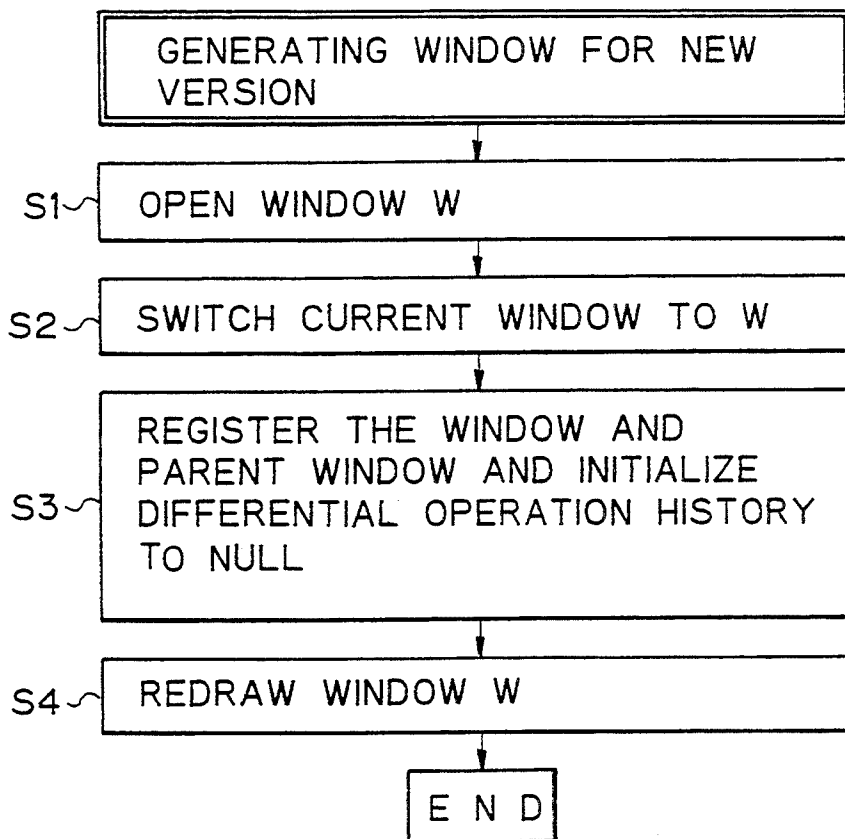 GENERATING WINDOW FOR NEW
VERSION
S1 OPEN WINDOW W
S2 SWITCH CURRENT WINDOW TO W
REGISTER THE WINDOW AND
PARENT WINDOW AND INITIALIZE
S3 DIFFERENTIAL OPERATION HISTORY
TO NULL
S4 REDRAW WINDOW W
E N D